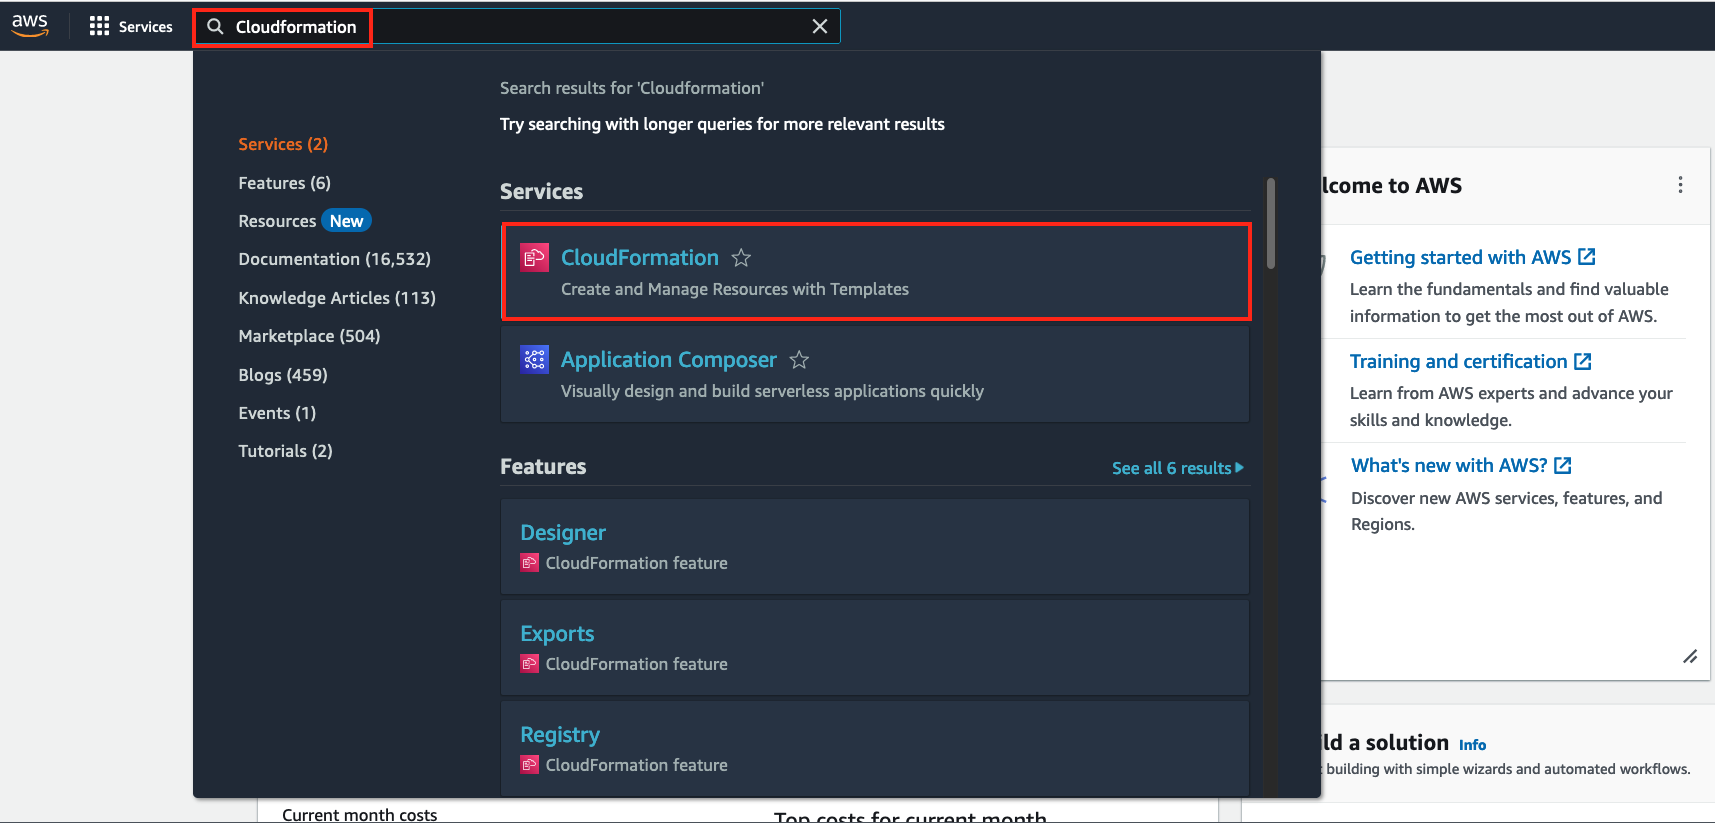 aws
Services
Cloudformation
Search results for 'Cloudformation'
Try searching with longer queries for more relevant results
Services (2)
Features (6)
Resources New
Documentation (16,532)
Knowledge Articles (113)
Marketplace (504)
Blogs (459)
Events (1)
Tutorials (2)
Services
CloudFormation
Create and Manage Resources with Templates
Application Composer
Visually design and build serverless applications quickly
Features
See all 6 results
Designer
CloudFormation feature
Exports
CloudFormation feature
Registry
CloudFormation feature
lcome to AWS
Getting started with AWS
Learn the fundamentals and find valuable
information to get the most out of AWS.
Training and certification
Learn from AWS experts and advance your
skills and knowledge.
What's new with AWS?
Discover new AWS services, features, and
Regions.
ld a solution Info
building with simple wizards and automated workflows.
Current month costs
Top costs for current month